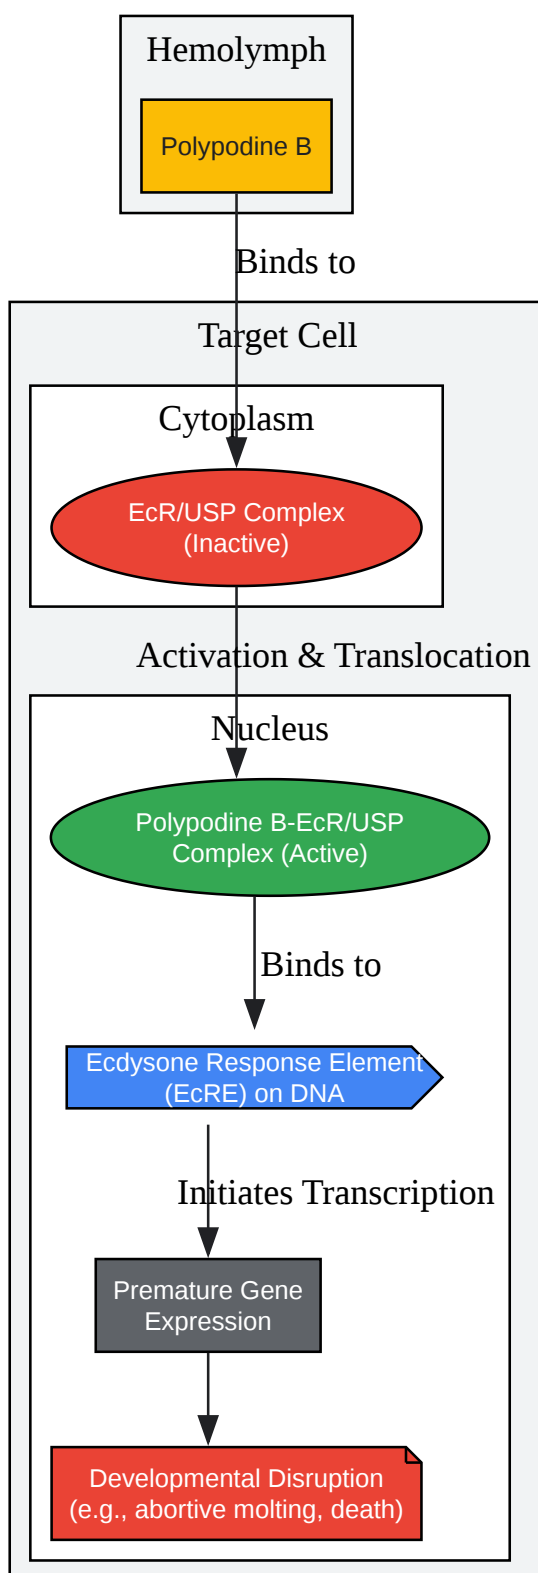 Hemolymph
Polypodine B
Binds to
Target Cell
Cytoplasm
EcR/USP Complex
(Inactive)
Activation & Translocation
Nucleus
Polypodine B-EcR/USP
Complex (Active)
Binds to
Ecdysone Response Element
(EcRE) on DNA
Initiates Transcription
Premature Gene
Expression
Developmental Disruption
(e.g., abortive molting, death)